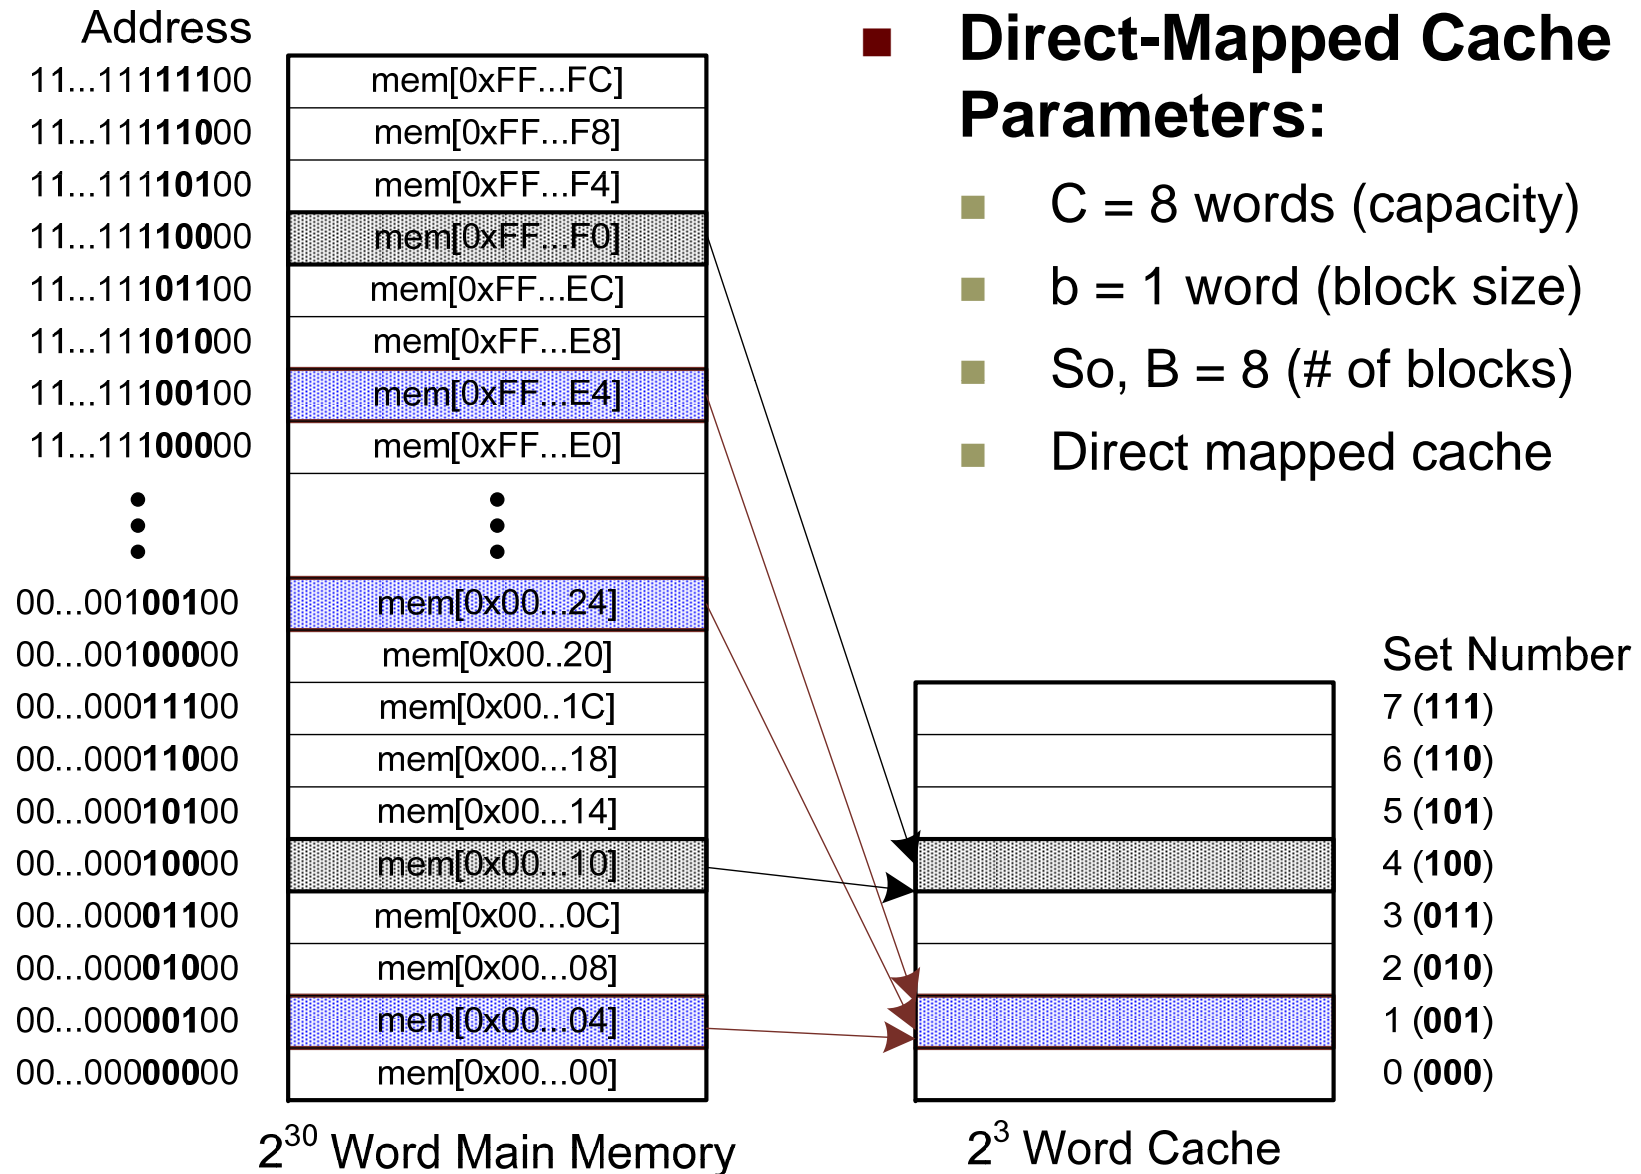 Address
11...11111100 mem[0xFF...FC]
11...11111000 mem[0xFF...F8]
11...11110100 mem[0xFF...F4]
11...11110000 mem[0xFF...F0]
11...11101100 mem[0xFF...EC]
11...11101000 mem[0xFF...E8]
11...11100100 mem[0xFF...E4]
11...11100000 mem[0xFF...E0]
00...00100100 mem[0x00...24]
00...00100000 mem[0x00..20]
00...00011100 mem[0x00..1C]
00...00011000 mem[0x00...18]
00...00010100 mem[0x00...14]
00...00010000 mem[0x00...10]
00...00001100 mem[0x00...0C]
00...00001000 mem[0x00...08]
00...00000100 mem[0x00...04]
00...00000000 mem[0x00...00]
2³⁰ Word Main Memory
Direct-Mapped Cache
Parameters:
C = 8 words (capacity)
b = 1 word (block size)
So, B = 8 (# of blocks)
Direct mapped cache
Set Number
7 (111)
6 (110)
5 (101)
4 (100)
3 (011)
2 (010)
1 (001)
0 (000)
2³ Word Cache